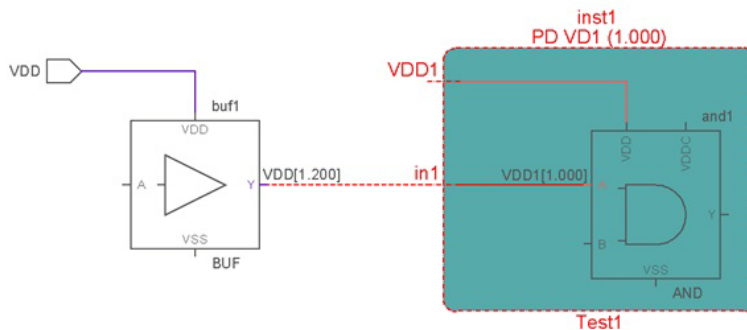 inst1
PD VD1 (1.000)
VDD
VDD1
buf1
and1
VDD
VDD
VDDC
A
Y
VDD[1.200]
in1
VDD1[1.000]
A
Y
B
VSS
VSS
BUF
AND
Test1